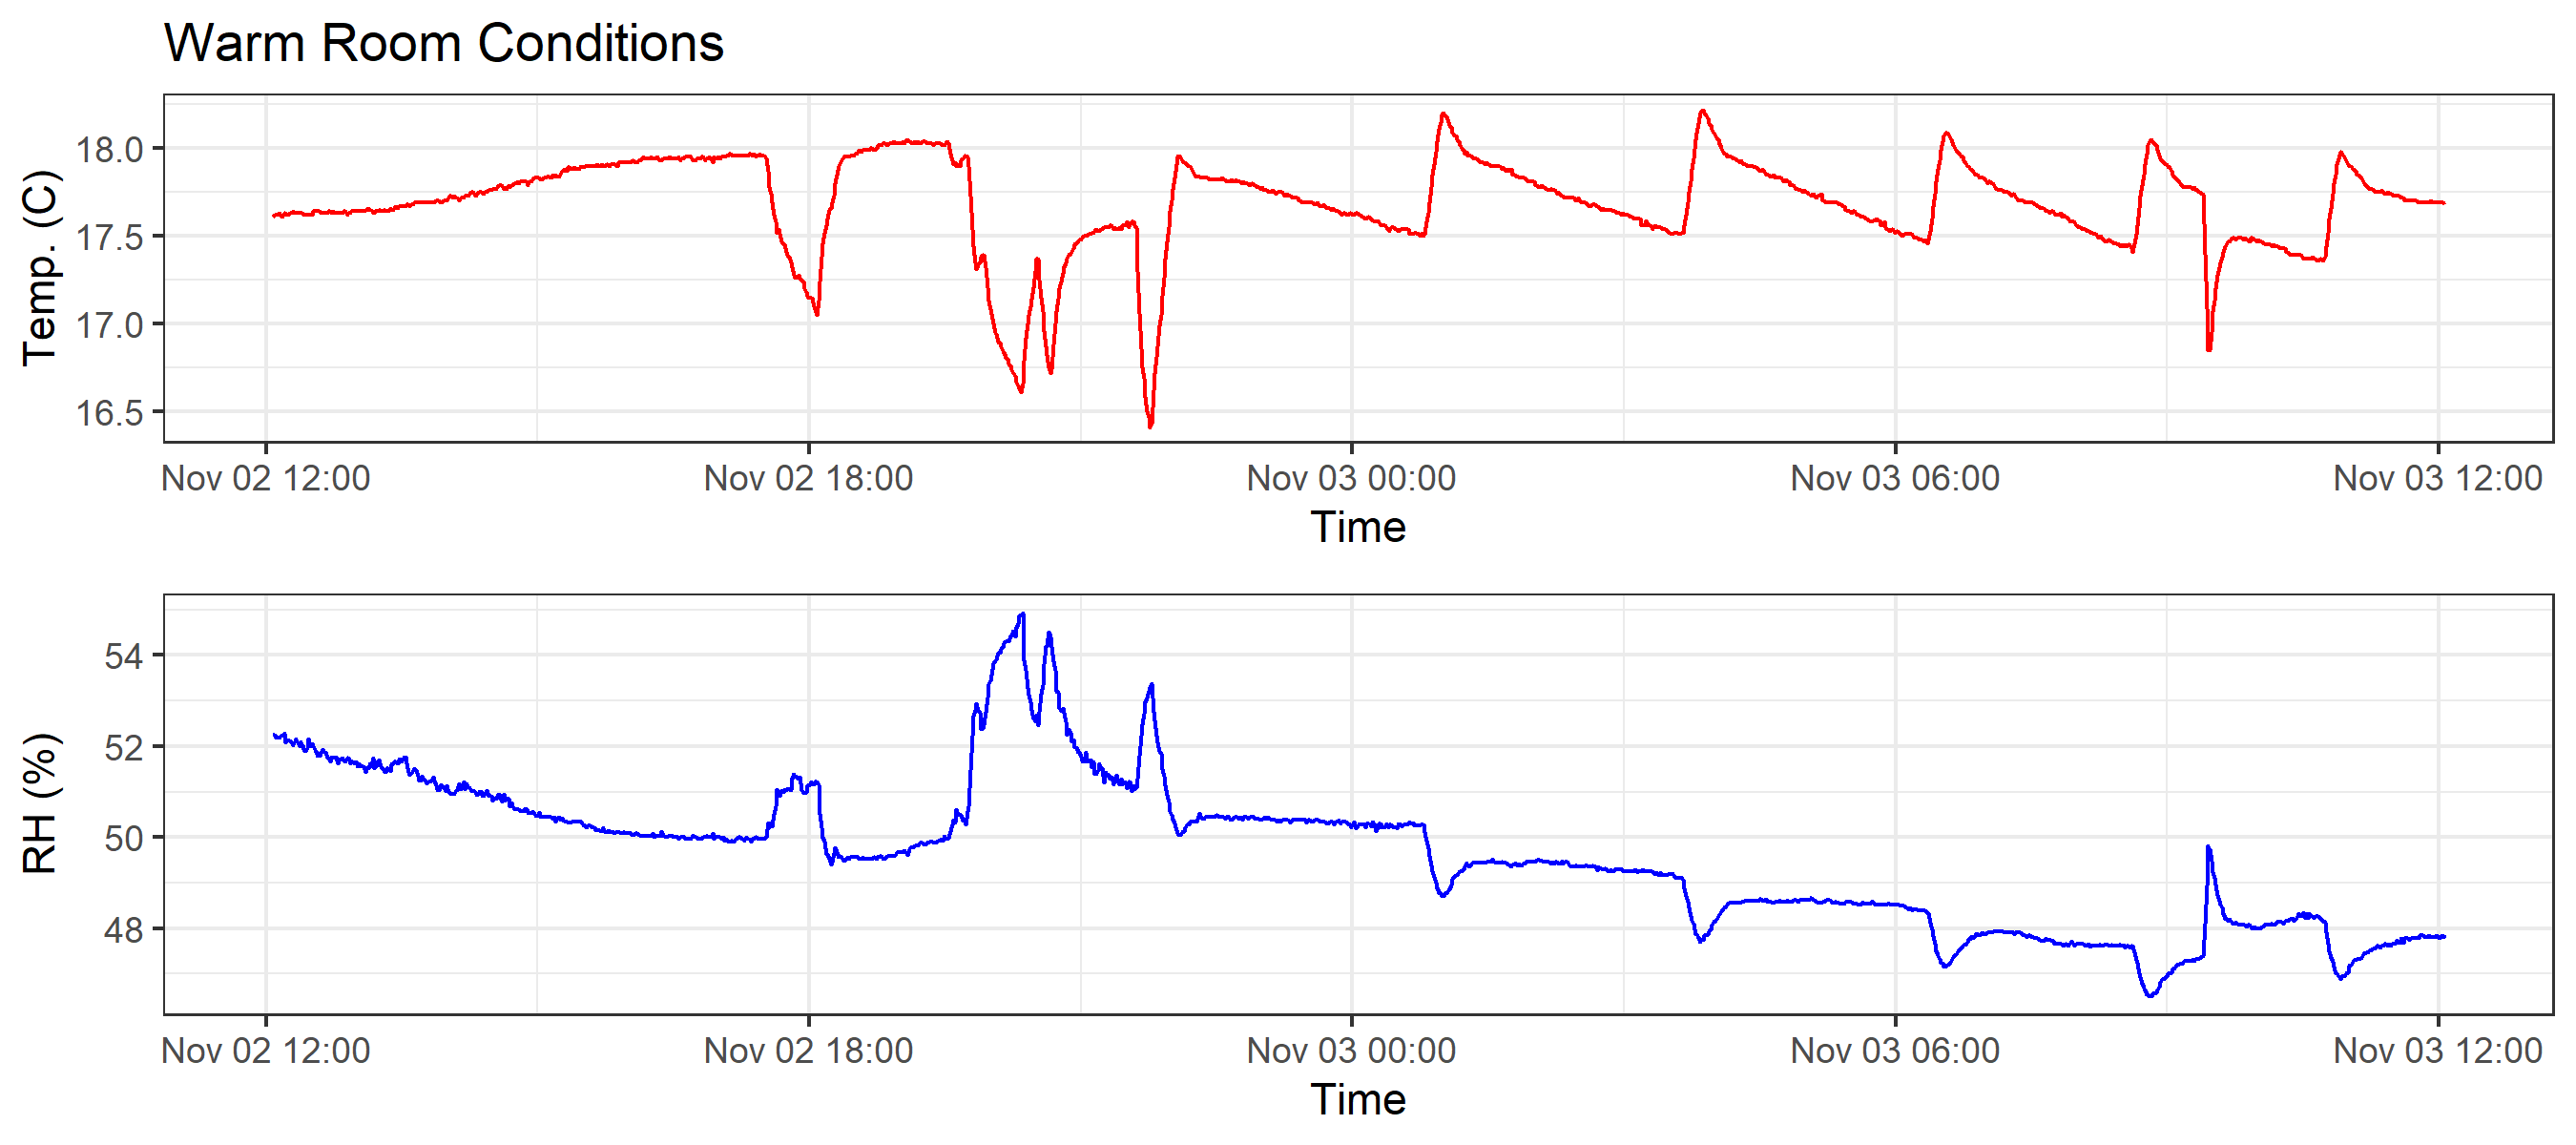 Warm Room Conditions
Temp. (C)
18.0
17.5
17.0
16.5
Nov 02 12:00 Nov 02 18:00 Nov 03 00:00 Nov 03 06:00 Nov 03 12:00
Time
RH (%)
54
52
50
48
Nov 02 12:00 Nov 02 18:00 Nov 03 00:00 Nov 03 06:00 Nov 03 12:00
Time